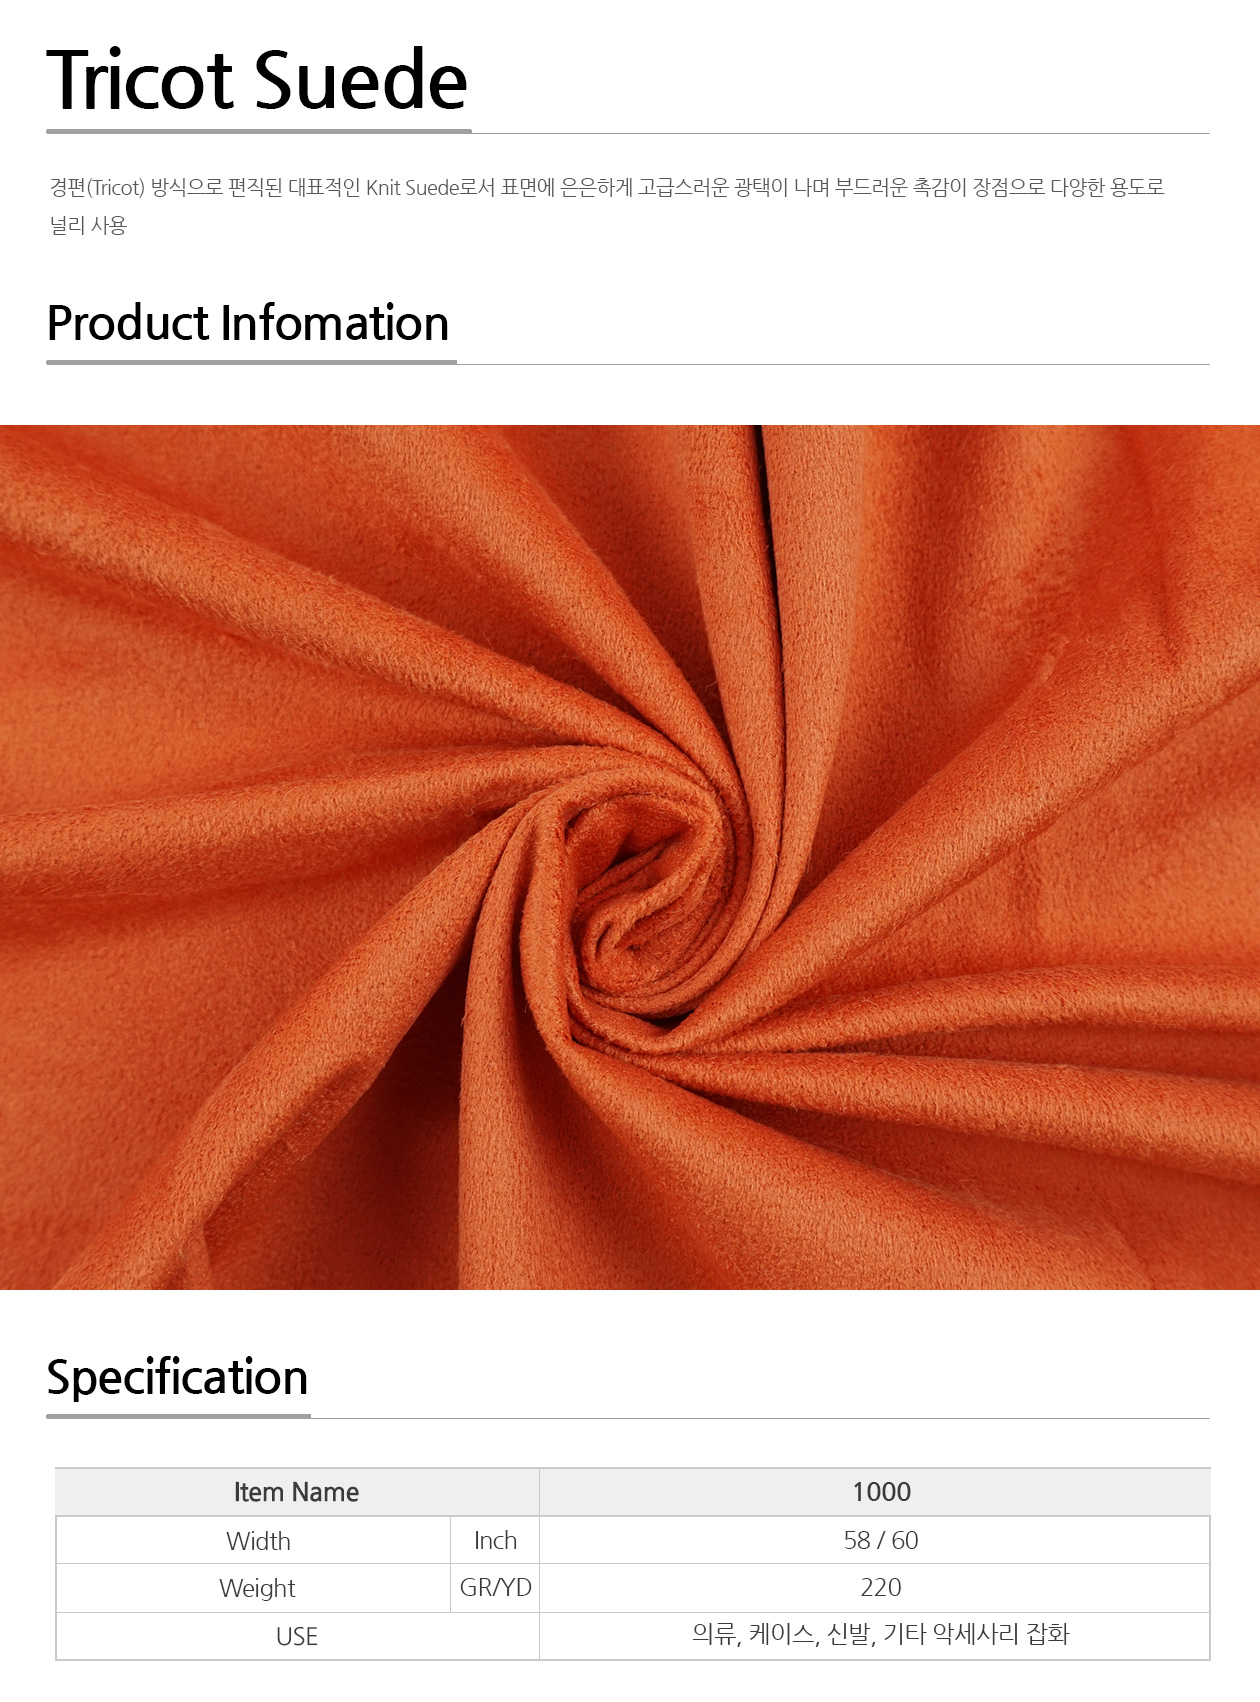 Tricot Suede
경편(Tricot) 방식으로 편직된 대표적인 Knit Suede로서 표면에 은은하게 고급스러운 광택이 나며 부드러운 촉감이 장점으로 다양한 용도로
널리 사용
Product Infomation
Specification
Item Name 1000
Width Inch 58 / 60
Weight GR/YD 220
USE 의류, 케이스, 신발, 기타 악세사리 잡화